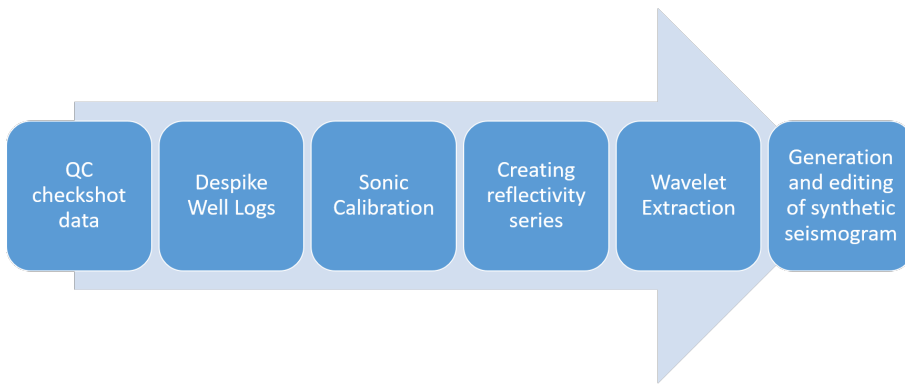 QC
checkshot
data
Despike
Well Logs
Sonic
Calibration
Creating
reflectivity
series
Wavelet
Extraction
Generation
and editing
of synthetic
seismogram